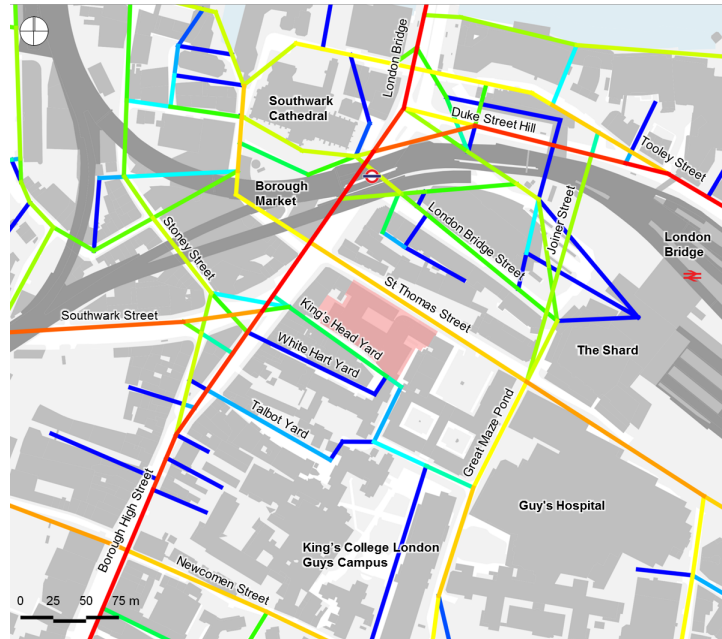 London Bridge
Southwark
Cathedral
Duke Street Hill
Tooley Street
Borough
Market
Stoney Street
London Bridge Street
Joiner Street
London
Bridge
St Thomas Street
Southwark Street
King's Head Yard
White Hart Yard
The Shard
Talbot Yard
Great Maze Pond
Borough High Street
Guy's Hospital
King's College London
Guys Campus
Newcomen Street
0 25 50 75 m